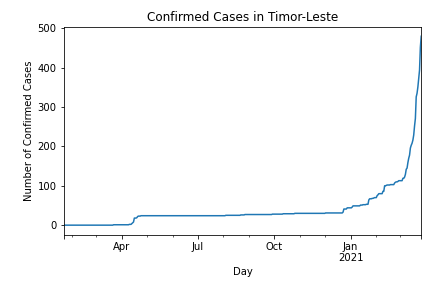 Confirmed Cases in Timor-Leste
500
400
300
200
100
0
Number of Confirmed Cases
Apr
Jul
Oct
Jan
2021
Day